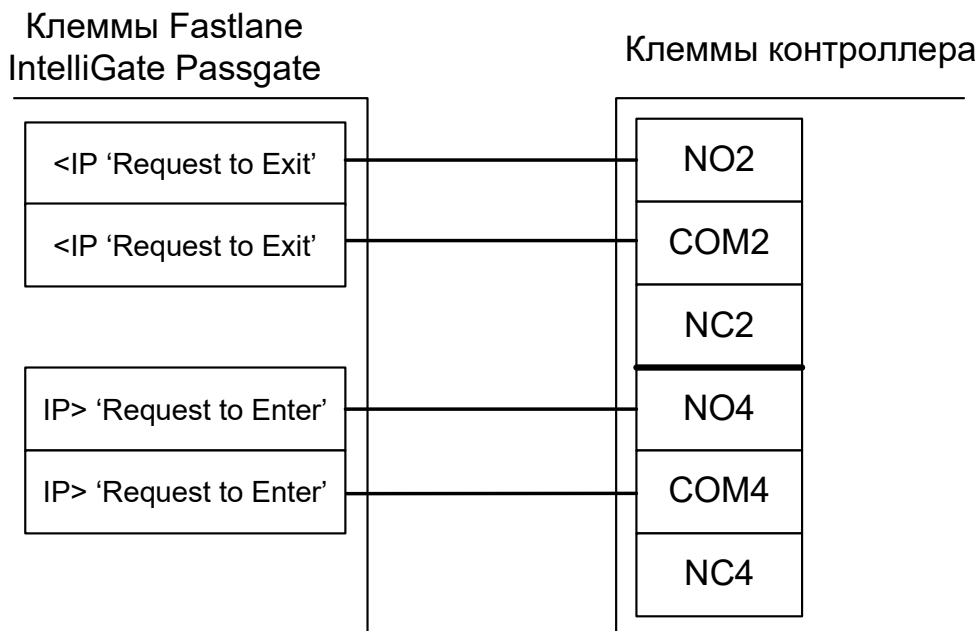 Клеммы Fastlane
IntelliGate Passgate
<IP ‘Request to Exit’
<IP ‘Request to Exit’
IP> ‘Request to Enter’
IP> ‘Request to Enter’
Клеммы контроллера
NO2
COM2
NC2
NO4
COM4
NC4